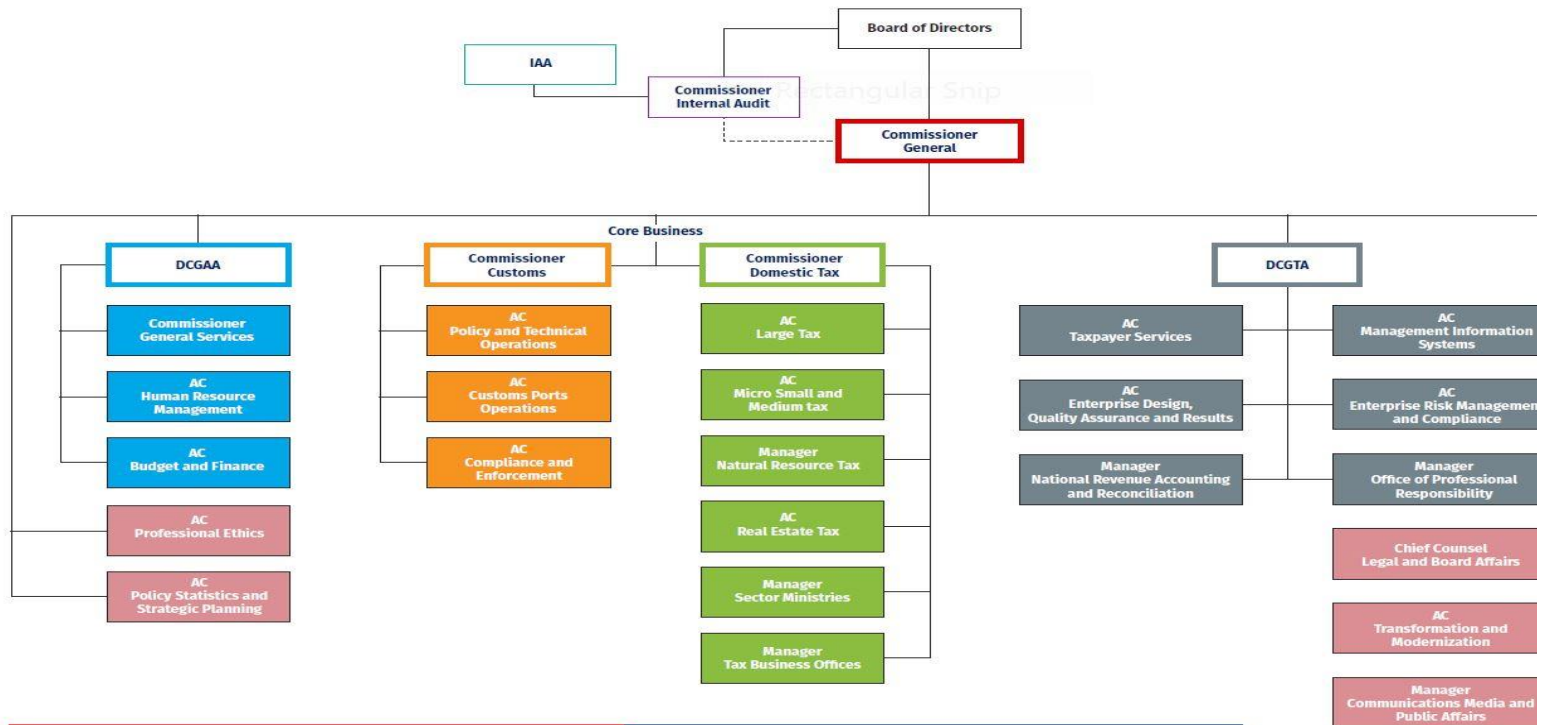 Board of Directors
IAA
Commissioner
Internal Audit
Rectangular Snip
Commissioner
General
Core Business
DCGAA
Commissioner
General Services
AC
Human Resource
Management
AC
Budget and Finance
AC
Professional Ethics
AC
Policy Statistics and
Strategic Planning
Commissioner
Customs
AC
Policy and Technical
Operations
AC
Customs Ports
Operations
AC
Compliance and
Enforcement
Commissioner
Domestic Tax
AC
Large Tax
AC
Micro Small and
Medium tax
Manager
Natural Resource Tax
AC
Real Estate Tax
Manager
Sector Ministries
Manager
Tax Business Offices
DCGTA
AC
Taxpayer Services
AC
Enterprise Design,
Quality Assurance and Results
Manager
National Revenue Accounting
and Reconciliation
AC
Management Information
Systems
AC
Enterprise Risk Managemen
and Compliance
Manager
Office of Professional
Responsibility
Chief Counsel
Legal and Board Affairs
AC
Transformation and
Modernization
Manager
Communications Media and
Public Affairs